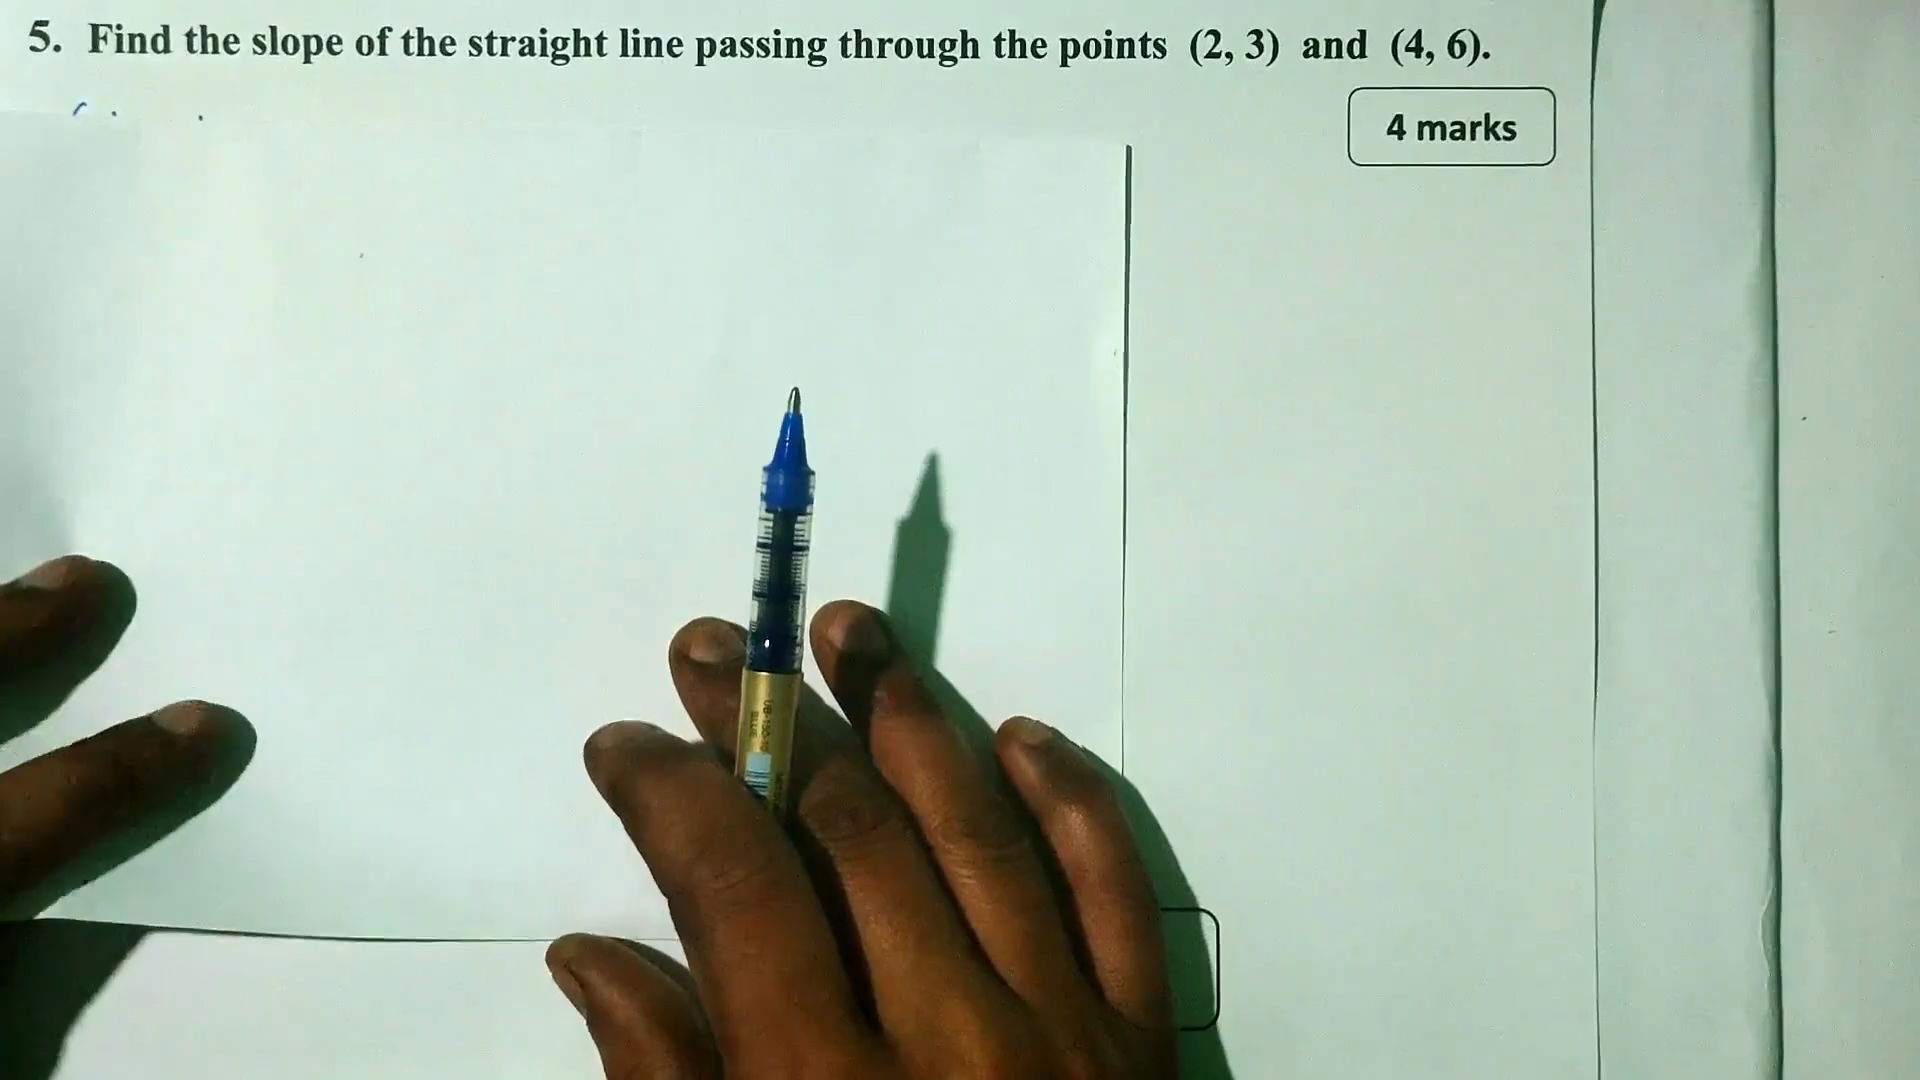 5. Find the slope of the straight line passing through the points (2, 3) and (4, 6).
4 marks